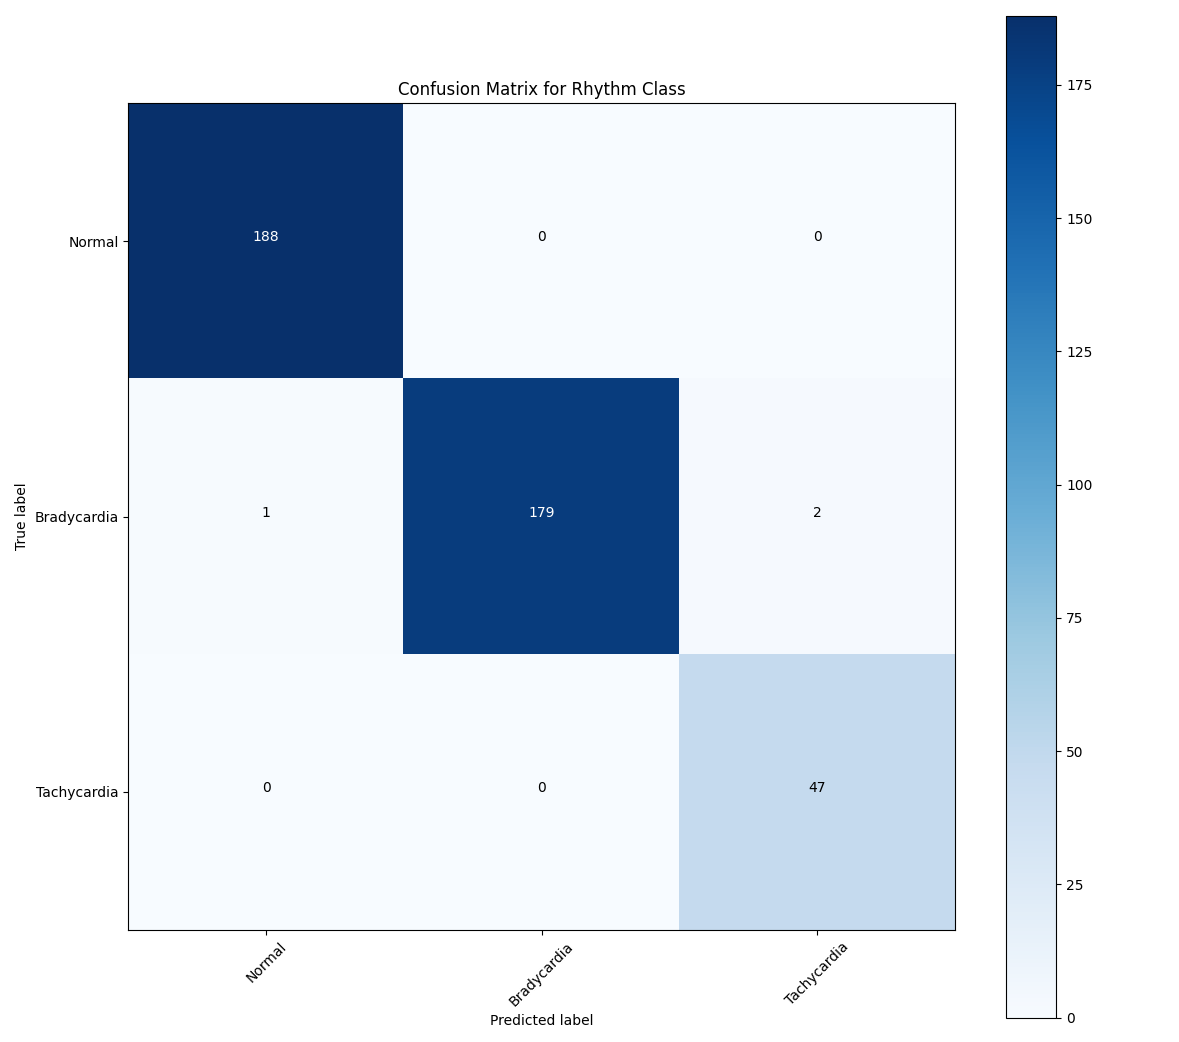 Confusion Matrix for Rhythm Class
Normal
188
0
0
True label
Bradycardia
1
179
2
Tachycardia
0
0
47
Normal
Bradycardia
Tachycardia
Predicted label
175
150
125
100
75
50
25
0